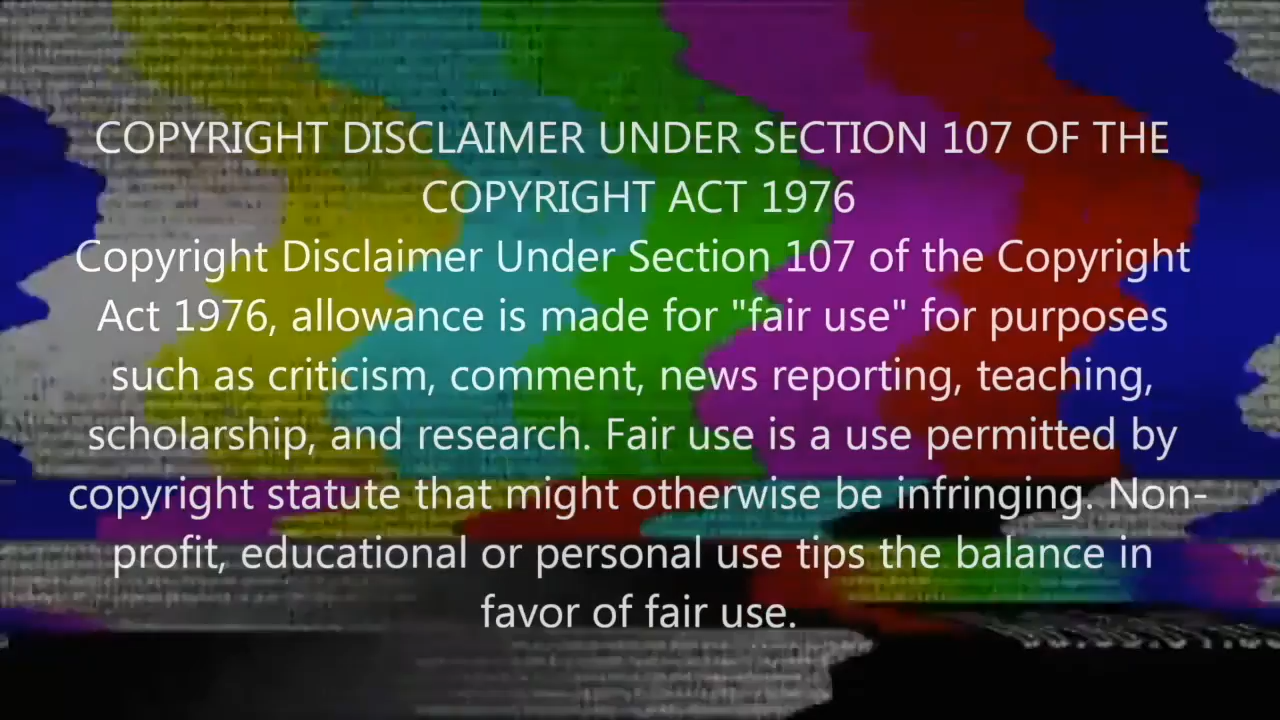 COPYRIGHT DISCLAIMER UNDER SECTION 107 OF THE
COPYRIGHT ACT 1976
Copyright Disclaimer Under Section 107 of the Copyright
Act 1976, allowance is made for "fair use" for purposes
such as criticism, comment, news reporting, teaching,
scholarship, and research. Fair use is a use permitted by
copyright statute that might otherwise be infringing. Non-
profit, educational or personal use tips the balance in
favor of fair use.